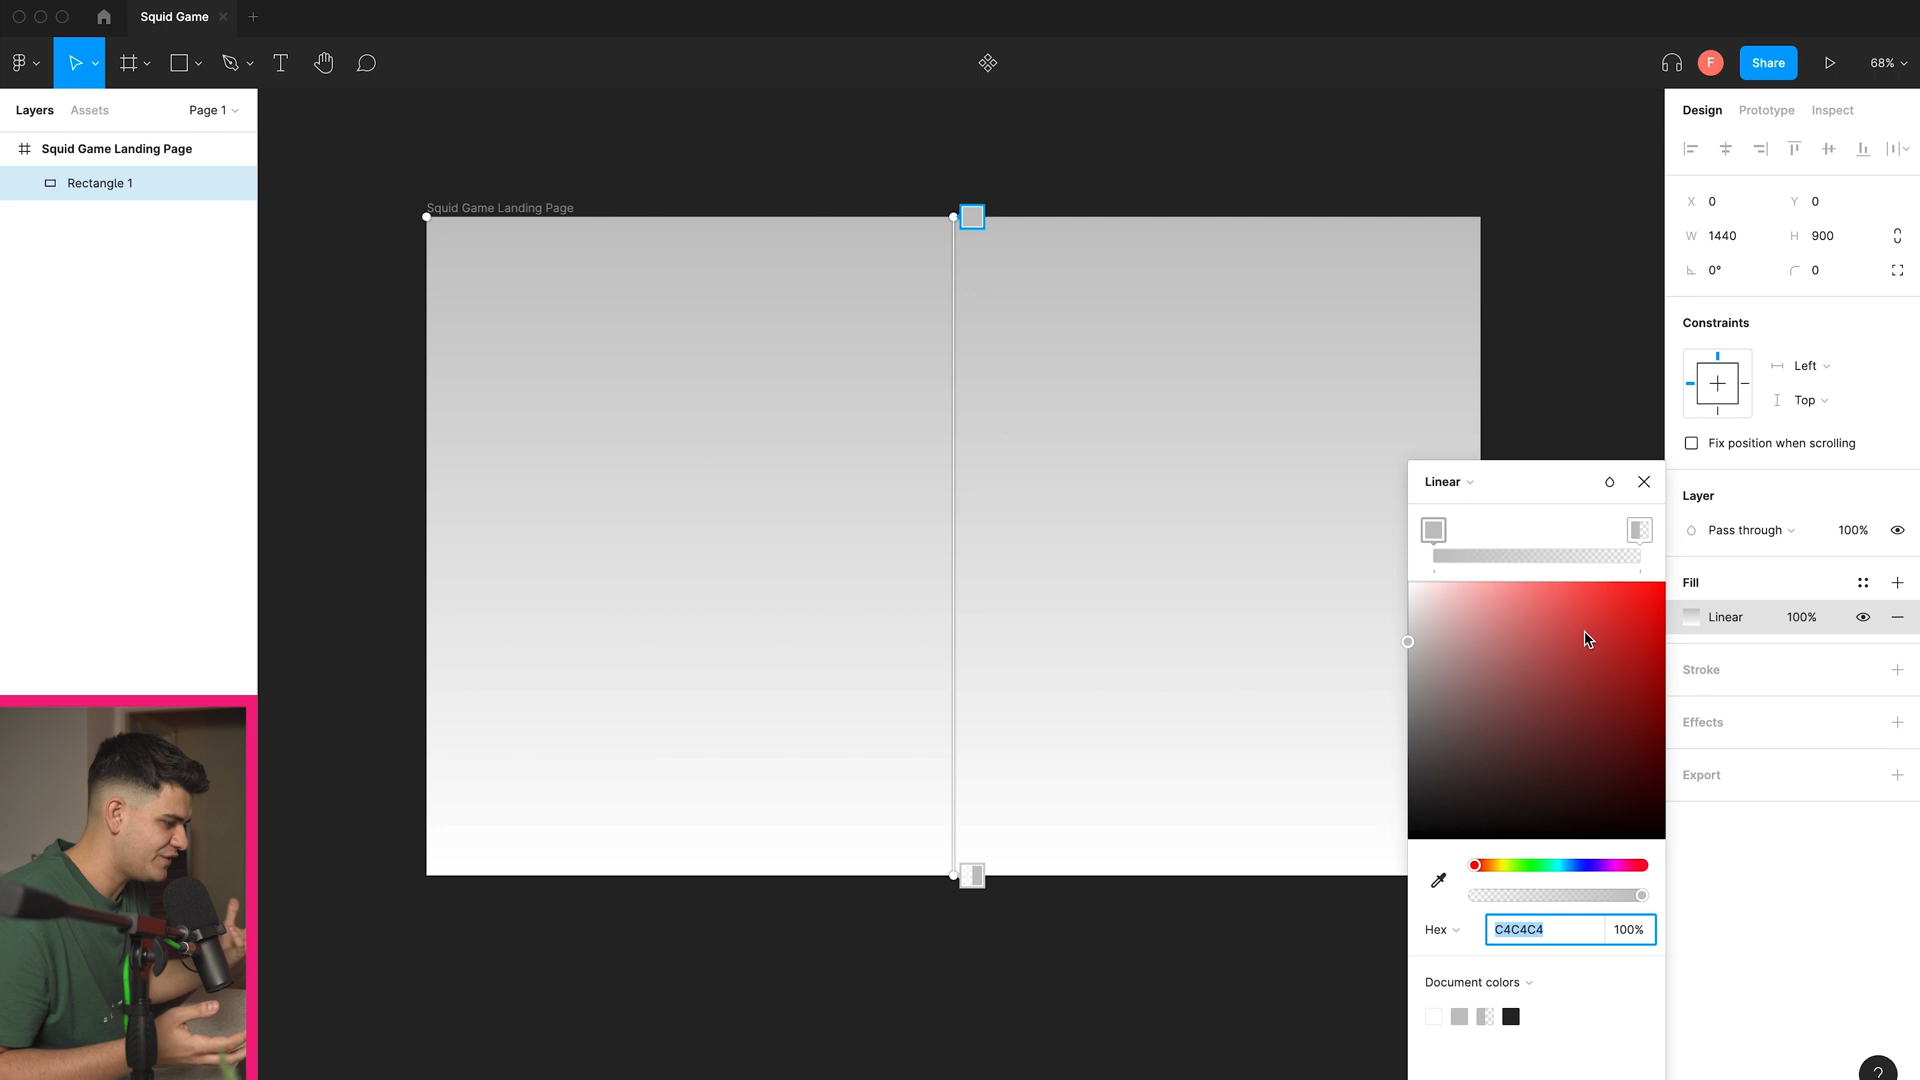 Squid Game
Share
F
68%
Layers
Assets
Page 1
Squid Game Landing Page
Rectangle 1
Squid Game Landing Page
Design
Prototype
Inspect
X 0
Y 0
W 1440
H 900
0°
0
Constraints
Left
Top
Fix position when scrolling
Layer
Pass through
100%
Fill
Linear
100%
Stroke
Effects
Export
Linear
Hex
C4C4C4
100%
Document colors
?